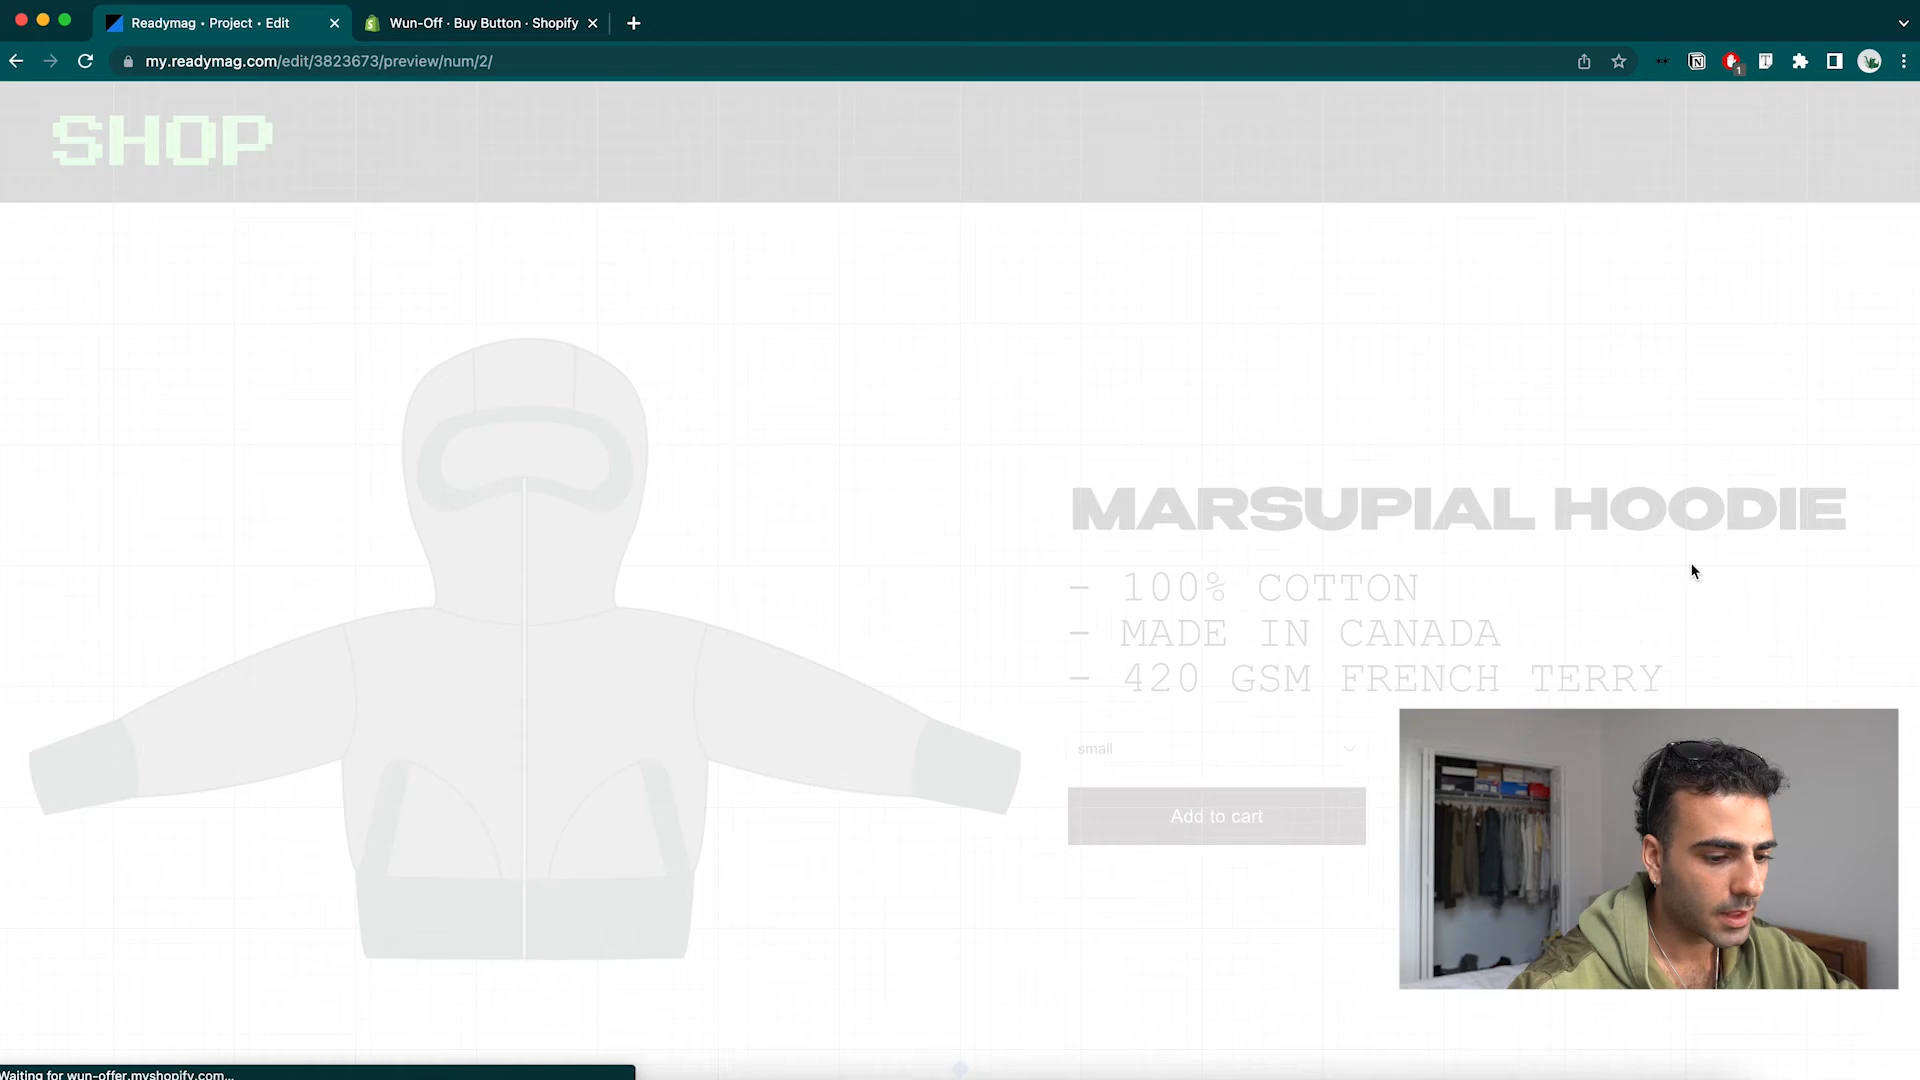 Readymag • Project • Edit
Wun-Off · Buy Button · Shopify
my.readymag.com/edit/3823673/preview/num/2/
1
SHOP
MARSUPIAL HOODIE
- 100% COTTON
- MADE IN CANADA
- 420 GSM FRENCH TERRY
small
Add to cart
Waiting for wun-offer.myshopify.com...